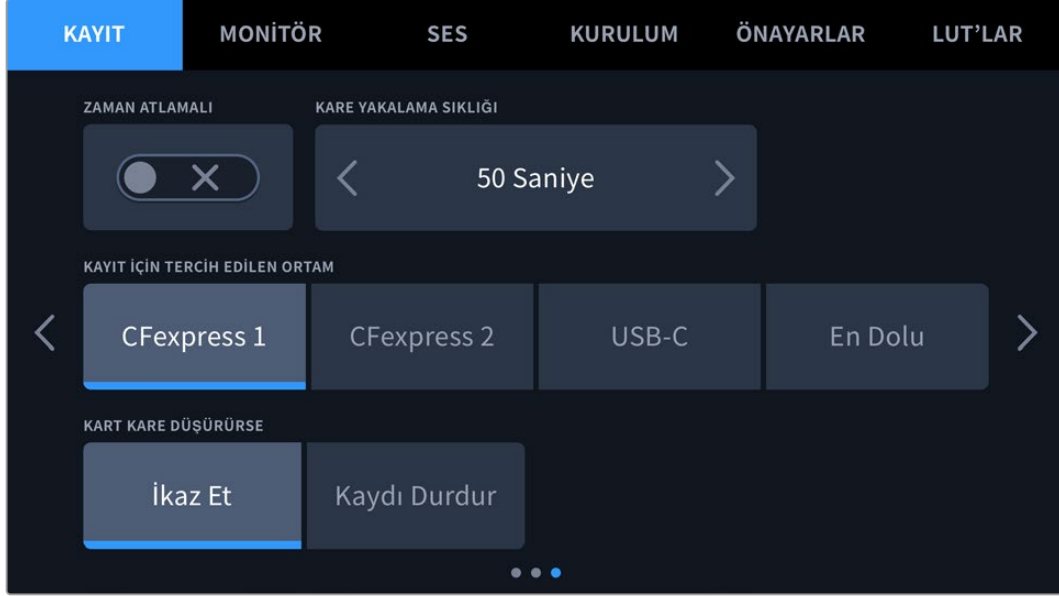 KAYIT MONİTÖR SES KURULUM ÖNAYARLAR LUT’LAR
ZAMAN ATLAMALI KARE YAKALAMA SIKLIĞI
50 Saniye
KAYIT İÇİN TERCİH EDİLEN ORTAM
CFexpress 1 CFexpress 2 USB-C En Dolu
KART KARE DÜŞÜRÜRSE
İkaz Et Kaydı Durdur